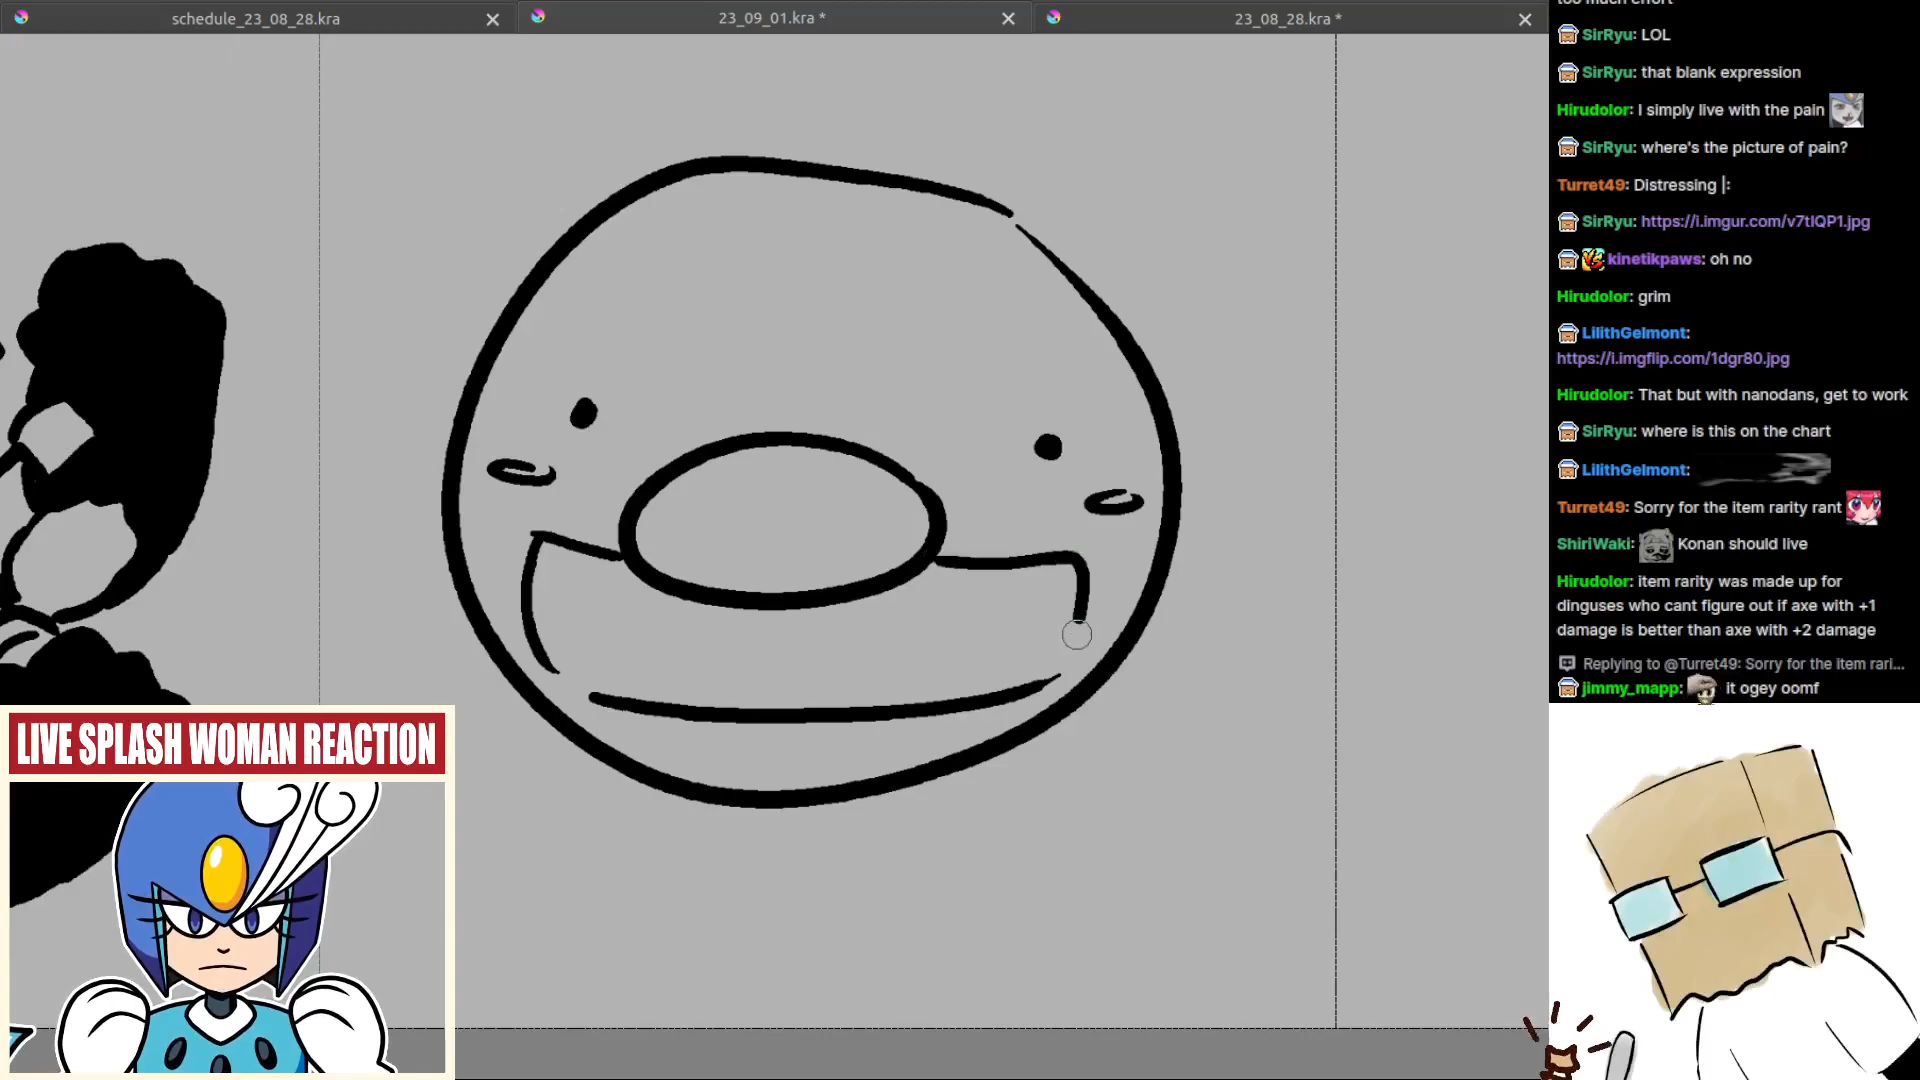 schedule_23_08_28.kra
23_09_01.kra *
23_08_28.kra *
too much effort
SirRyu: LOL
SirRyu: that blank expression
Hirudolor: I simply live with the pain
SirRyu: where's the picture of pain?
Turret49: Distressing |:
SirRyu: https://i.imgur.com/v7tlQP1.jpg
kinetikpaws: oh no
Hirudolor: grim
LilithGelmont:
https://i.imgflip.com/1dgr80.jpg
Hirudolor: That but with nanodans, get to work
SirRyu: where is this on the chart
LilithGelmont:
Turret49: Sorry for the item rarity rant
ShiriWaki: Konan should live
Hirudolor: item rarity was made up for
dinguses who cant figure out if axe with +1
damage is better than axe with +2 damage
Replying to @Turret49: Sorry for the item rari...
jimmy_mapp: it ogey oomf
LIVE SPLASH WOMAN REACTION